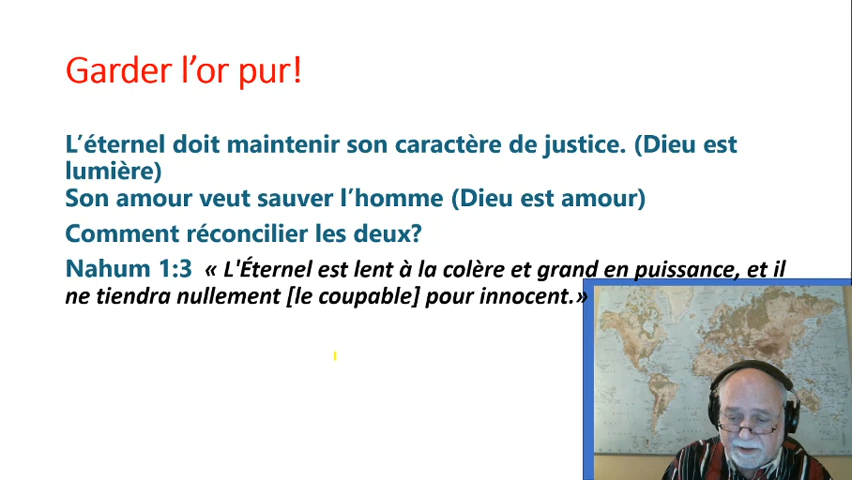 Garder l’or pur!
L’éternel doit maintenir son caractère de justice. (Dieu est
lumière)
Son amour veut sauver l’homme (Dieu est amour)
Comment réconcilier les deux?
Nahum 1:3 « L'Éternel est lent à la colère et grand en puissance, et il
ne tiendra nullement [le coupable] pour innocent.»